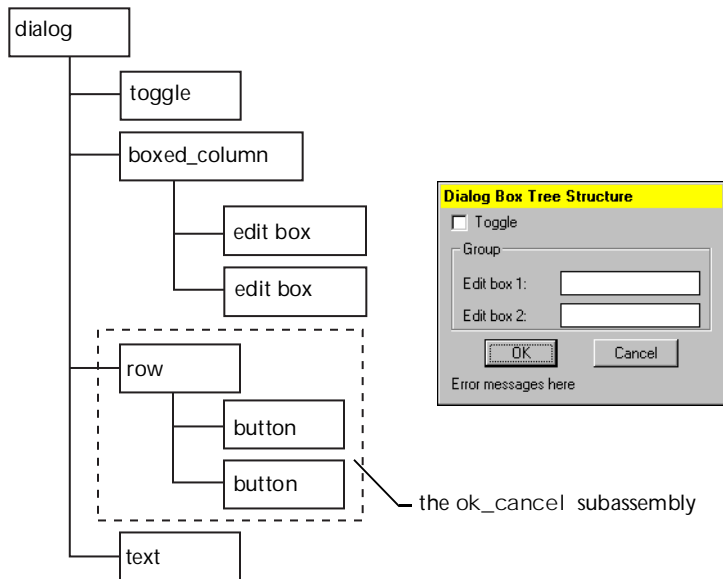 dialog
toggle
boxed_column
edit box
edit box
row
button
button
the ok_cancel subassembly
text
Dialog Box Tree Structure
Toggle
Group
Edit box 1:
Edit box 2:
OK
Cancel
Error messages here